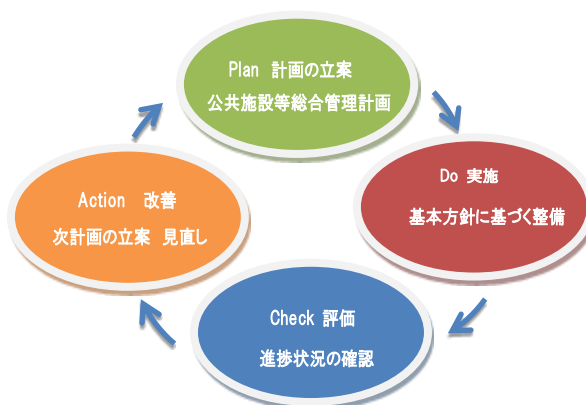 Plan 計画の立案
公共施設等総合管理計画
Do 実施
基本方針に基づく整備
Check 評価
進捗状況の確認
Action 改善
次計画の立案 見直し